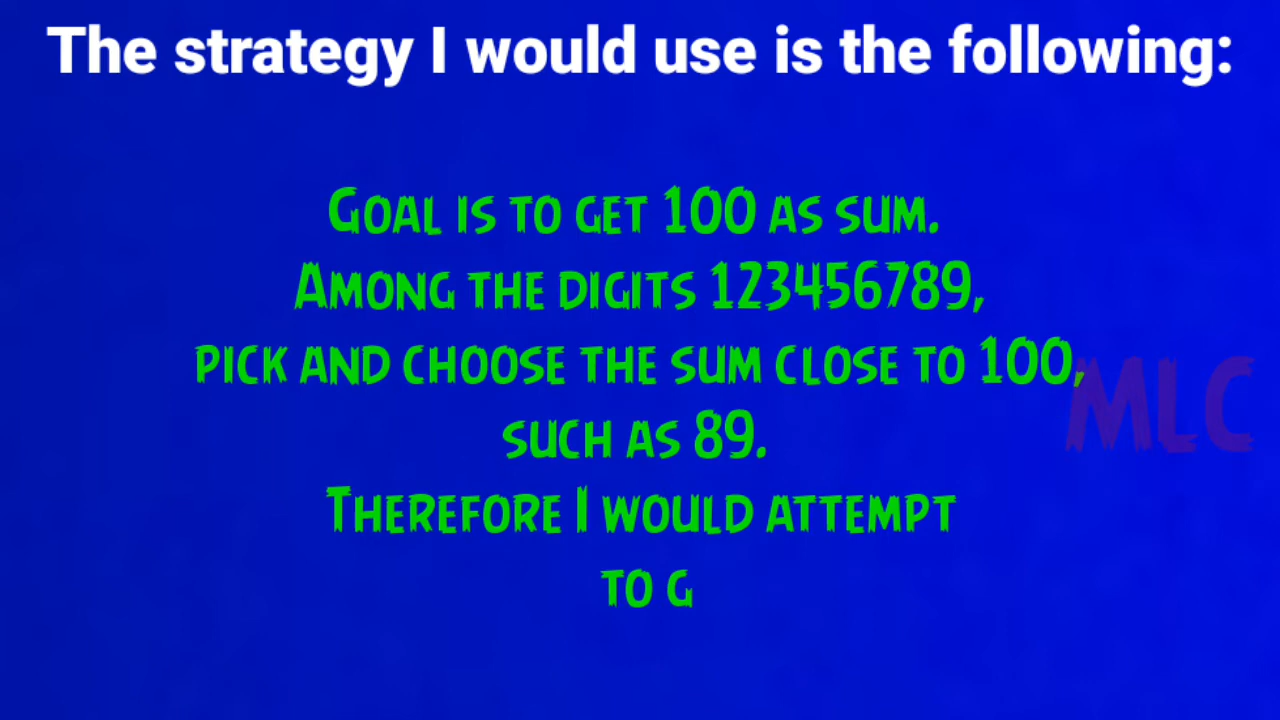 The strategy I would use is the following:
Goal is to get 100 as sum.
Among the digits 123456789,
pick and choose the sum close to 100,
such as 89.
Therefore I would attempt
to g
MLC